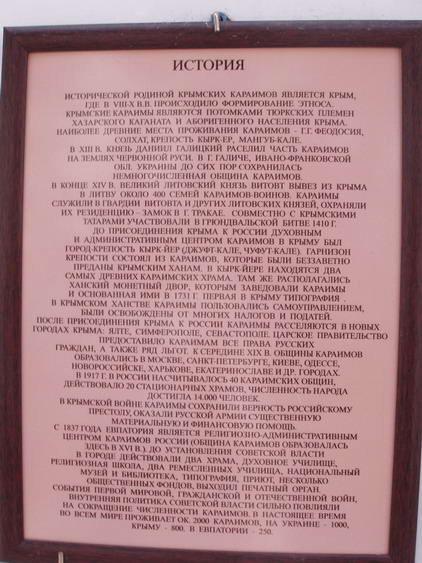 ИСТОРИЯ
ИСТОРИЧЕСКОЙ РОДИНОЙ КРЫМСКИХ КАРАИМОВ ЯВЛЯЕТСЯ КРЫМ,
ГДЕ В VIII-X В.В. ПРОИСХОДИЛО ФОРМИРОВАНИЕ ЭТНОСА.
КРЫМСКИЕ КАРАИМЫ ЯВЛЯЮТСЯ ПОТОМКАМИ ТЮРКСКИХ ПЛЕМЕН
ХАЗАРСКОГО КАГАНАТА И АБОРИГЕННОГО НАСЕЛЕНИЯ КРЫМА.
НАИБОЛЕЕ ДРЕВНИЕ МЕСТА ПРОЖИВАНИЯ КАРАИМОВ - Г.Г. ФЕОДОСИЯ,
СОЛХАТ, КРЕПОСТЬ КЫРК-ЕР, МАНГУБ-КАЛЕ.
В XIII В. КНЯЗЬ ДАНИИЛ ГАЛИЦКИЙ РАСЕЛИЛ ЧАСТЬ КАРАИМОВ
НА ЗЕМЛЯХ ЧЕРВОННОЙ РУСИ. В Г. ГАЛИЧЕ, ИВАНО-ФРАНКОВСКОЙ
ОБЛ. УКРАИНЫ ДО СИХ ПОР СОХРАНИЛАСЬ
НЕМНОГОЧИСЛЕННАЯ ОБЩИНА КАРАИМОВ.
В КОНЦЕ XIV В. ВЕЛИКИЙ ЛИТОВСКИЙ КНЯЗЬ ВИТОВТ ВЫВЕЗ ИЗ КРЫМА
В ЛИТВУ ОКОЛО 400 СЕМЕЙ КАРАИМОВ-ВОИНОВ. КАРАИМЫ
СЛУЖИЛИ В ГВАРДИИ ВИТОВТА И ДРУГИХ ЛИТОВСКИХ КНЯЗЕЙ, ОХРАНЯЛИ
ИХ РЕЗИДЕНЦИЮ – ЗАМОК В Г. ТРАКАЕ. СОВМЕСТНО С КРЫМСКИМИ
ТАТАРАМИ УЧАСТВОВАЛИ В ГРЮНДВАЛЬСКОЙ БИТВЕ 1410 Г.
ДО ПРИСОЕДИНЕНИЯ КРЫМА К РОССИИ ДУХОВНЫМ
И АДМИНИСТРАТИВНЫМ ЦЕНТРОМ КАРАИМОВ В КРЫМУ БЫЛ
ГОРОД-КРЕПОСТЬ КЫРК-ЙЕР (ДЖУФТ-КАЛЕ, ЧУФУТ-КАЛЕ). ГАРНИЗОН
КРЕПОСТИ СОСТОЯЛ ИЗ КАРАИМОВ, КОТОРЫЕ БЫЛИ БЕЗЗАВЕТНО
ПРЕДАНЫ КРЫМСКИМ ХАНАМ. В КЫРК-ЙЕРЕ НАХОДЯТСЯ ДВА
САМЫХ ДРЕВНИХ КАРАИМСКИХ ХРАМА. ТАМ ЖЕ РАСПОЛАГАЛИСЬ
ХАНСКИЙ МОНЕТНЫЙ ДВОР, КОТОРЫМ ЗАВЕДОВАЛИ КАРАИМЫ
И ОСНОВАННАЯ ИМИ В 1731 Г. ПЕРВАЯ В КРЫМУ ТИПОГРАФИЯ .
В КРЫМСКОМ ХАНСТВЕ КАРАИМЫ ПОЛЬЗОВАЛИСЬ САМОУПРАВЛЕНИЕМ,
БЫЛИ ОСВОБОЖДЕНЫ ОТ МНОГИХ НАЛОГОВ И ПОДАТЕЙ.
ПОСЛЕ ПРИСОЕДИНЕНИЯ КРЫМА К РОССИИ КАРАИМЫ РАССЕЛЯЮТСЯ В НОВЫХ
ГОРОДАХ КРЫМА: ЯЛТЕ, СИМФЕРОПОЛЕ, СЕВАСТОПОЛЕ. ЦАРСКОЕ ПРАВИТЕЛЬСТВО
ПРЕДОСТАВИЛО КАРАИМАМ ВСЕ ПРАВА РУССКИХ
ГРАЖДАН, А ТАКЖЕ РЯД ЛЬГОТ. К СЕРЕДИНЕ XIX В. ОБЩИНЫ КАРАИМОВ
ОБРАЗОВАЛИСЬ В МОСКВЕ, САНКТ-ПЕТЕРБУРГЕ, КИЕВЕ, ОДЕССЕ,
НОВОРОССИЙСКЕ, ХАРЬКОВЕ, ЕКАТЕРИНОСЛАВЕ И ДР. ГОРОДАХ.
В 1917 Г. В РОССИИ НАСЧИТЫВАЛОСЬ 40 КАРАИМСКИХ ОБЩИН,
ДЕЙСТВОВАЛО 20 СТАЦИОНАРНЫХ ХРАМОВ, ЧИСЛЕННОСТЬ НАРОДА
ДОСТИГЛА 14.000 ЧЕЛОВЕК.
В КРЫМСКОЙ ВОЙНЕ КАРАИМЫ СОХРАНИЛИ ВЕРНОСТЬ РОССИЙСКОМУ
ПРЕСТОЛУ, ОКАЗАЛИ РУССКОЙ АРМИИ СУЩЕСТВЕННУЮ
МАТЕРИАЛЬНУЮ И ФИНАНСОВУЮ ПОМОЩЬ.
С 1837 ГОДА ЕВПАТОРИЯ ЯВЛЯЕТСЯ РЕЛИГИОЗНО-АДМИНИСТРАТИВНЫМ
ЦЕНТРОМ КАРАИМОВ РОССИИ (ОБЩИНА КАРАИМОВ ОБРАЗОВАЛАСЬ
ЗДЕСЬ В XVI В.). ДО УСТАНОВЛЕНИЯ СОВЕТСКОЙ ВЛАСТИ
В ГОРОДЕ ДЕЙСТВОВАЛИ ДВА ХРАМА, ДУХОВНОЕ УЧИЛИЩЕ,
РЕЛИГИОЗНАЯ ШКОЛА, ДВА РЕМЕСЛЕННЫХ УЧИЛИЩА, НАЦИОНАЛЬНЫЙ
МУЗЕЙ И БИБЛИОТЕКА, ТИПОГРАФИЯ, ПРИЮТ, НЕСКОЛЬКО
ОБЩЕСТВЕННЫХ ФОНДОВ, ВЫХОДИЛ ПЕЧАТНЫЙ ОРГАН.
СОБЫТИЯ ПЕРВОЙ МИРОВОЙ, ГРАЖДАНСКОЙ И ОТЕЧЕСТВЕННОЙ ВОЙН,
ВНУТРЕННЯЯ ПОЛИТИКА СОВЕТСКОЙ ВЛАСТИ СИЛЬНО ПОВЛИЯЛИ
НА СОКРАЩЕНИЕ ЧИСЛЕННОСТИ КАРАИМОВ. В НАСТОЯЩЕЕ ВРЕМЯ
ВО ВСЕМ МИРЕ ПРОЖИВАЕТ ОК. 2000 КАРАИМОВ, НА УКРАИНЕ - 1000,
КРЫМУ - 800, В ЕВПАТОРИИ - 250.